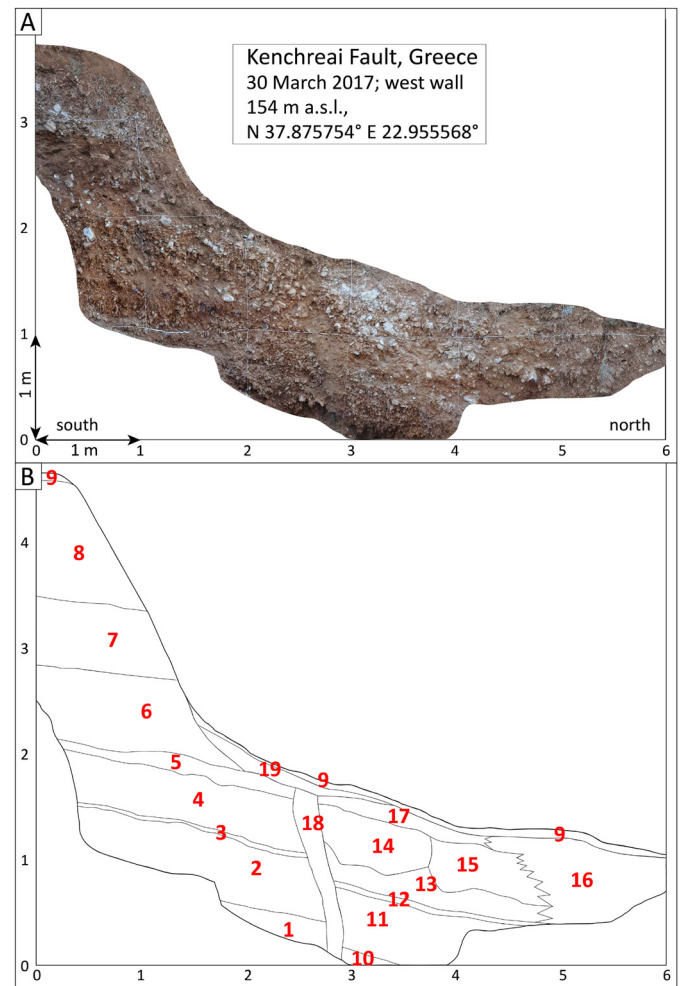 A
Kenchreai Fault, Greece
30 March 2017; west wall
154 m a.s.l.,
N 37.875754° E 22.955568°
3
2
1
1 m
south
north
0
0 1 m 1 2 3 4 5 6
B
9
4
8
3
7
6
2
5
19
9
4
18
17
3
14
9
1
2
15
13
16
12
11
1
10
0
0 1 2 3 4 5 6